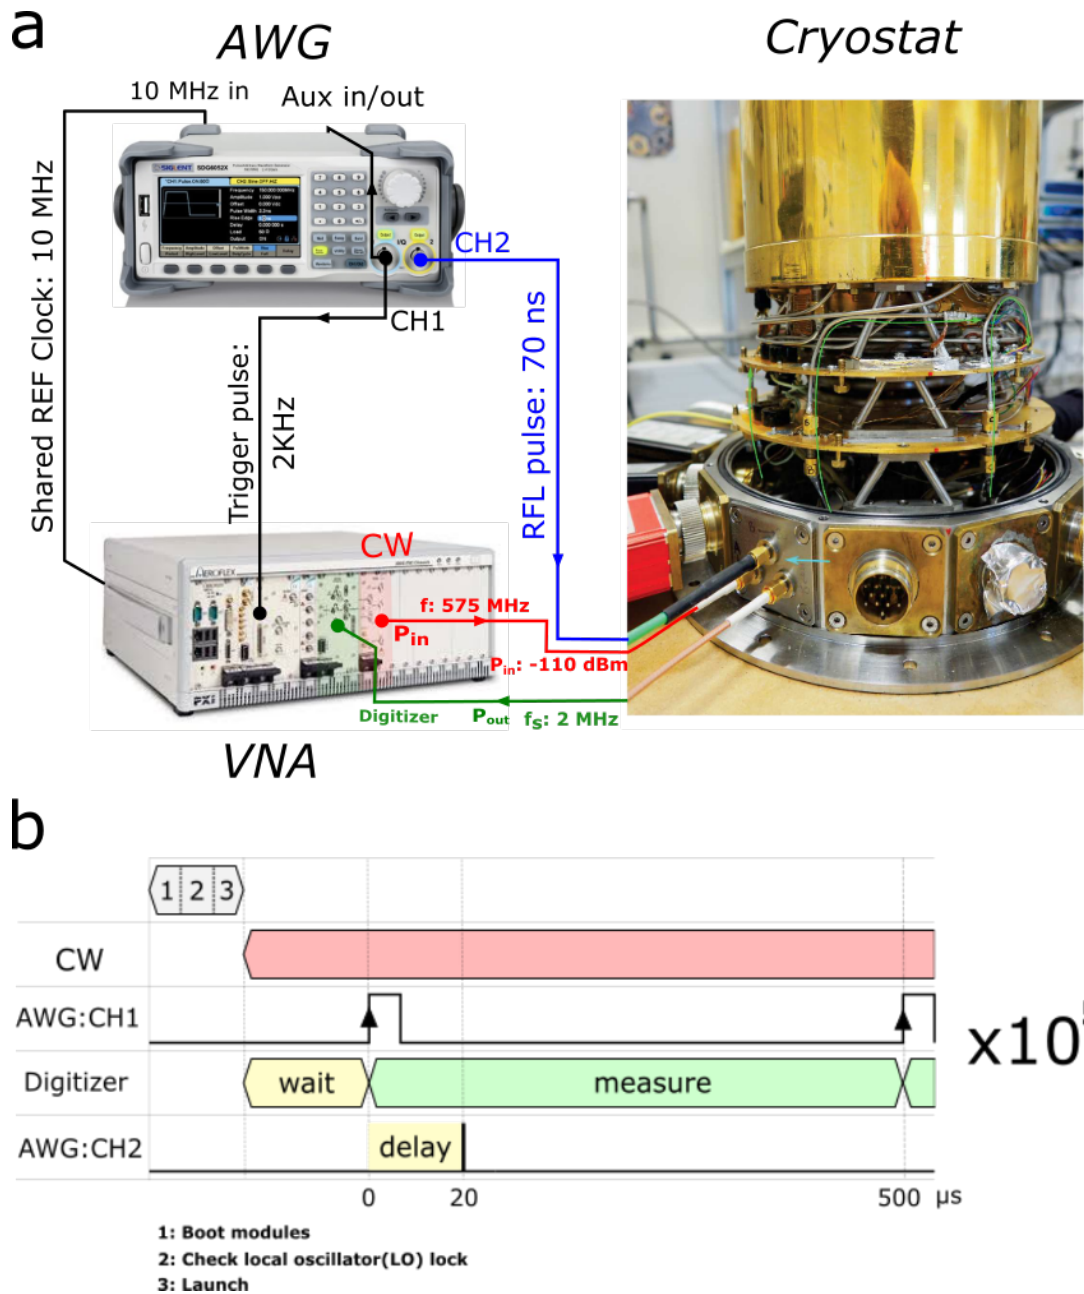 a
AWG
Cryostat
10 MHz in
Aux in/out
SIGLENT
SDG6052X
CH2
CH1
Shared REF Clock: 10 MHz
Trigger pulse:
2KHz
RFL pulse: 70 ns
AEROFLEX
CW
f: 575 MHz
Pin
Pin: -110 dBm
PXI
Digitizer
Pout
fs: 2 MHz
VNA
b
1 2 3
CW
AWG:CH1
x10
Digitizer
wait
measure
AWG:CH2
delay
0
20
500
μs
1: Boot modules
2: Check local oscillator(LO) lock
3: Launch